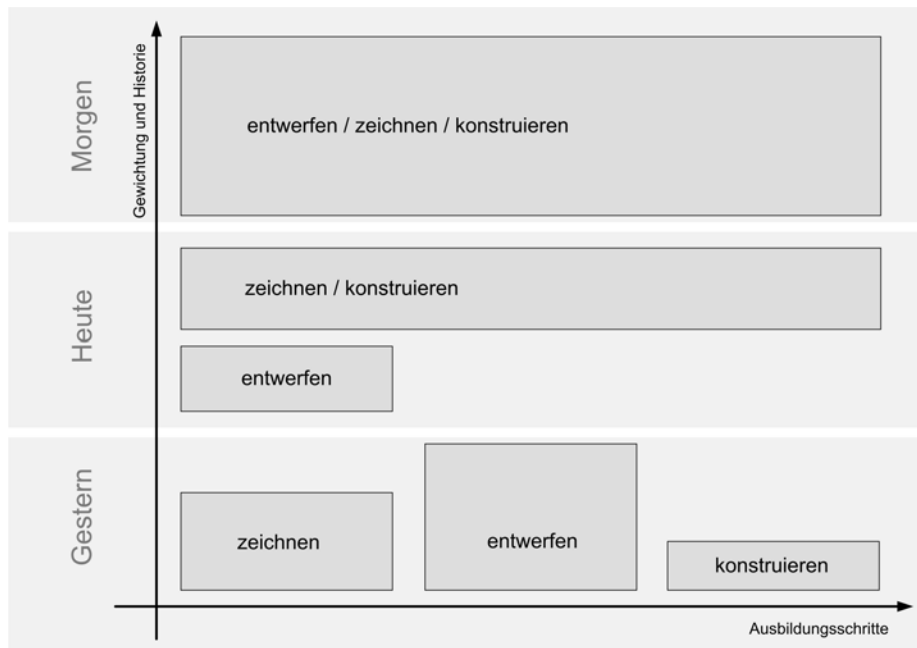 Morgen
Gewichtung und Historie
entwerfen / zeichnen / konstruieren
Heute
zeichnen / konstruieren
entwerfen
Gestern
zeichnen
entwerfen
konstruieren
Ausbildungsschritte